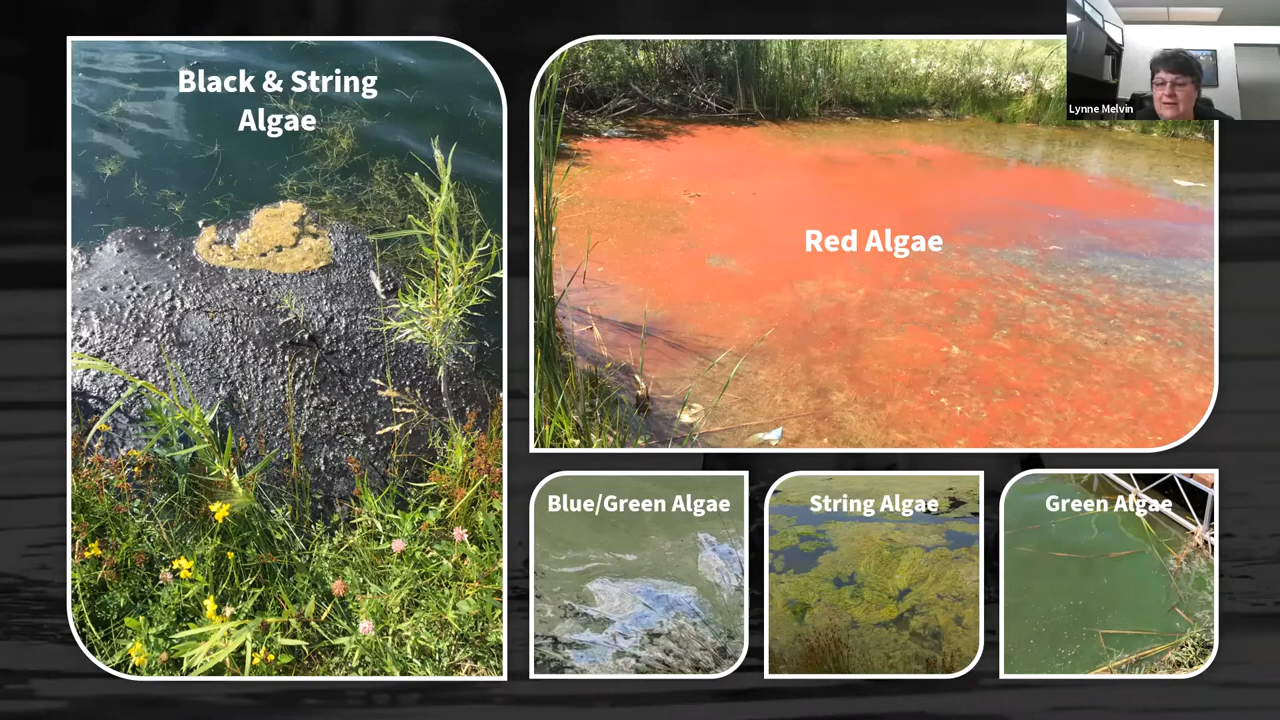 Black & String
Algae
Red Algae
Lynne Melvin
Blue/Green Algae
String Algae
Green Algae